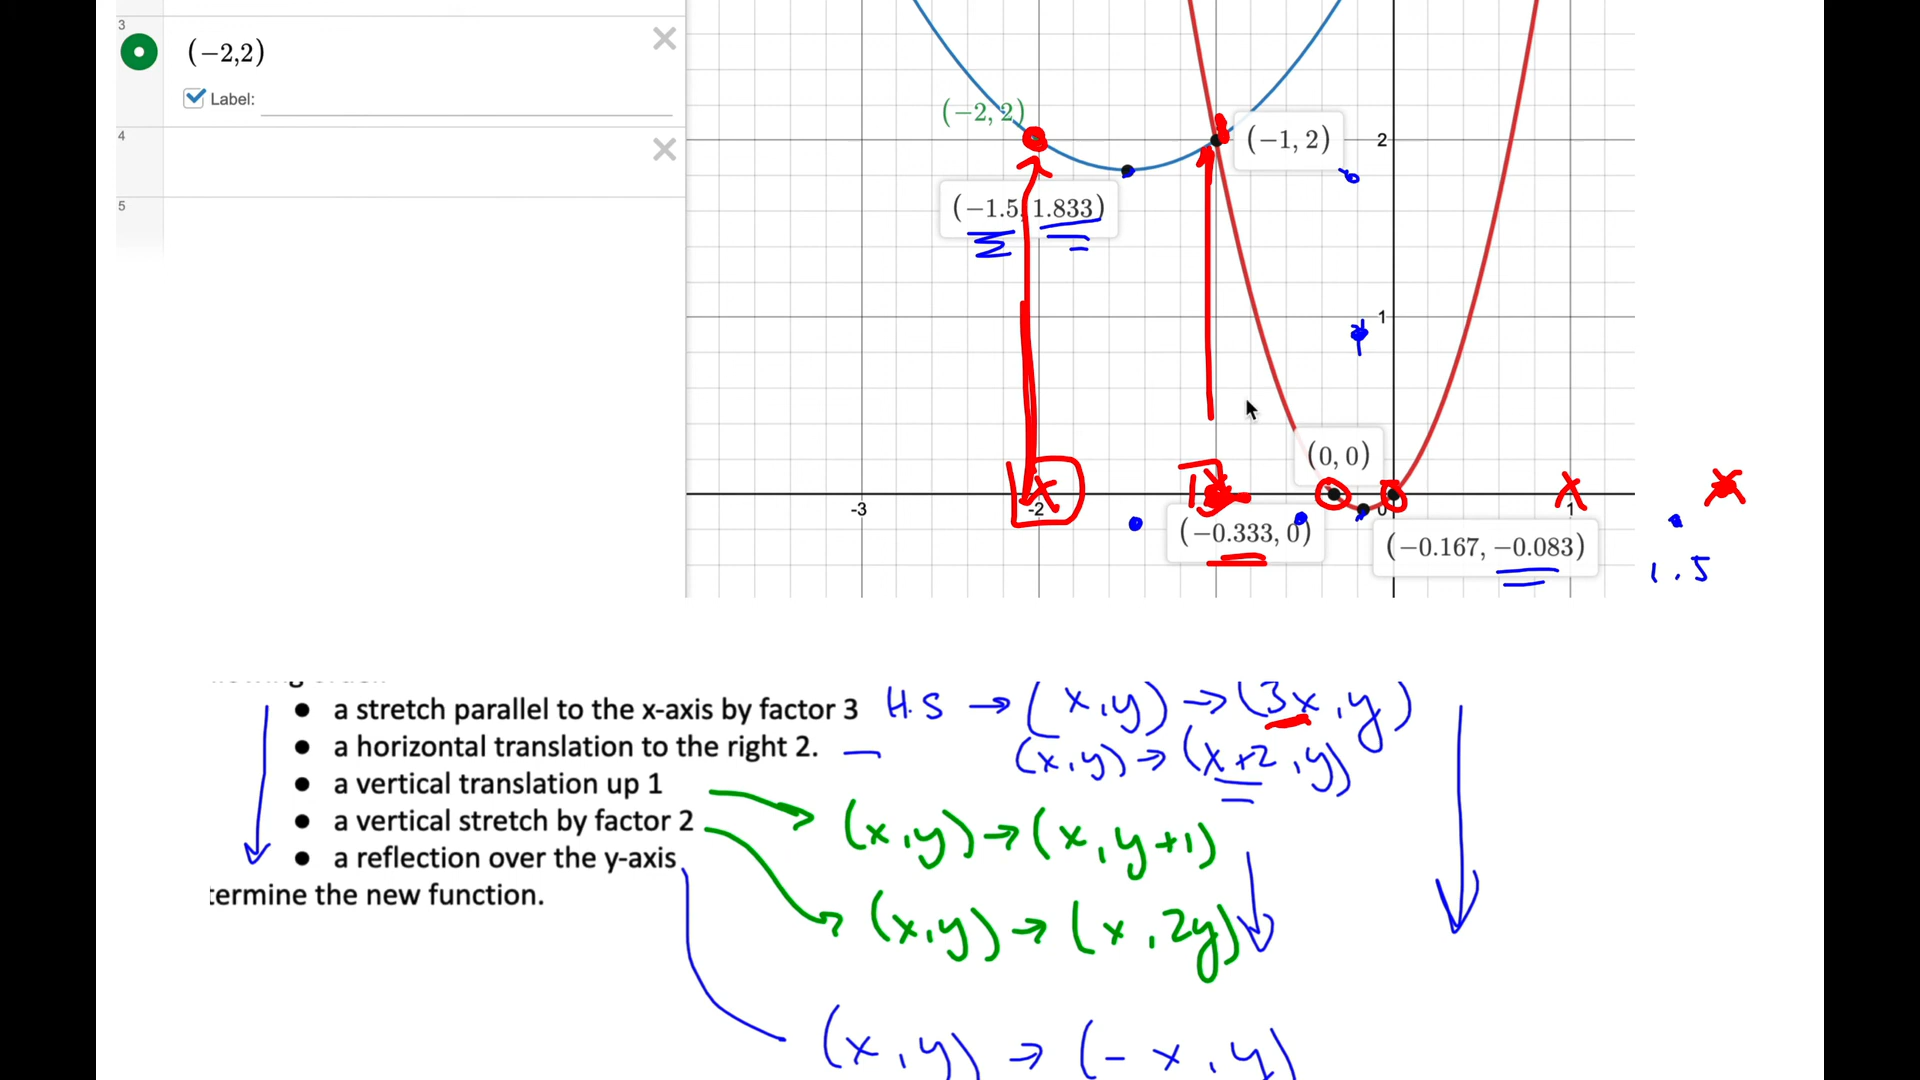 3
(−2,2)
Label:
4
5
(−2, 2)
(−1, 2)
2
(−1.5, 1.833)
1
(0, 0)
x
x
x
-3
-2
0
1
(−0.333, 0)
(−0.167, −0.083)
1.5
a stretch parallel to the x-axis by factor 3 H.S → (x,y) → (3x,y)
a horizontal translation to the right 2. (x,y) → (x+2,y)
a vertical translation up 1
(x,y) → (x,y+1)
a vertical stretch by factor 2
a reflection over the y-axis
termine the new function.
(x,y) → (x,2y)
(x,y) → (-x,y)